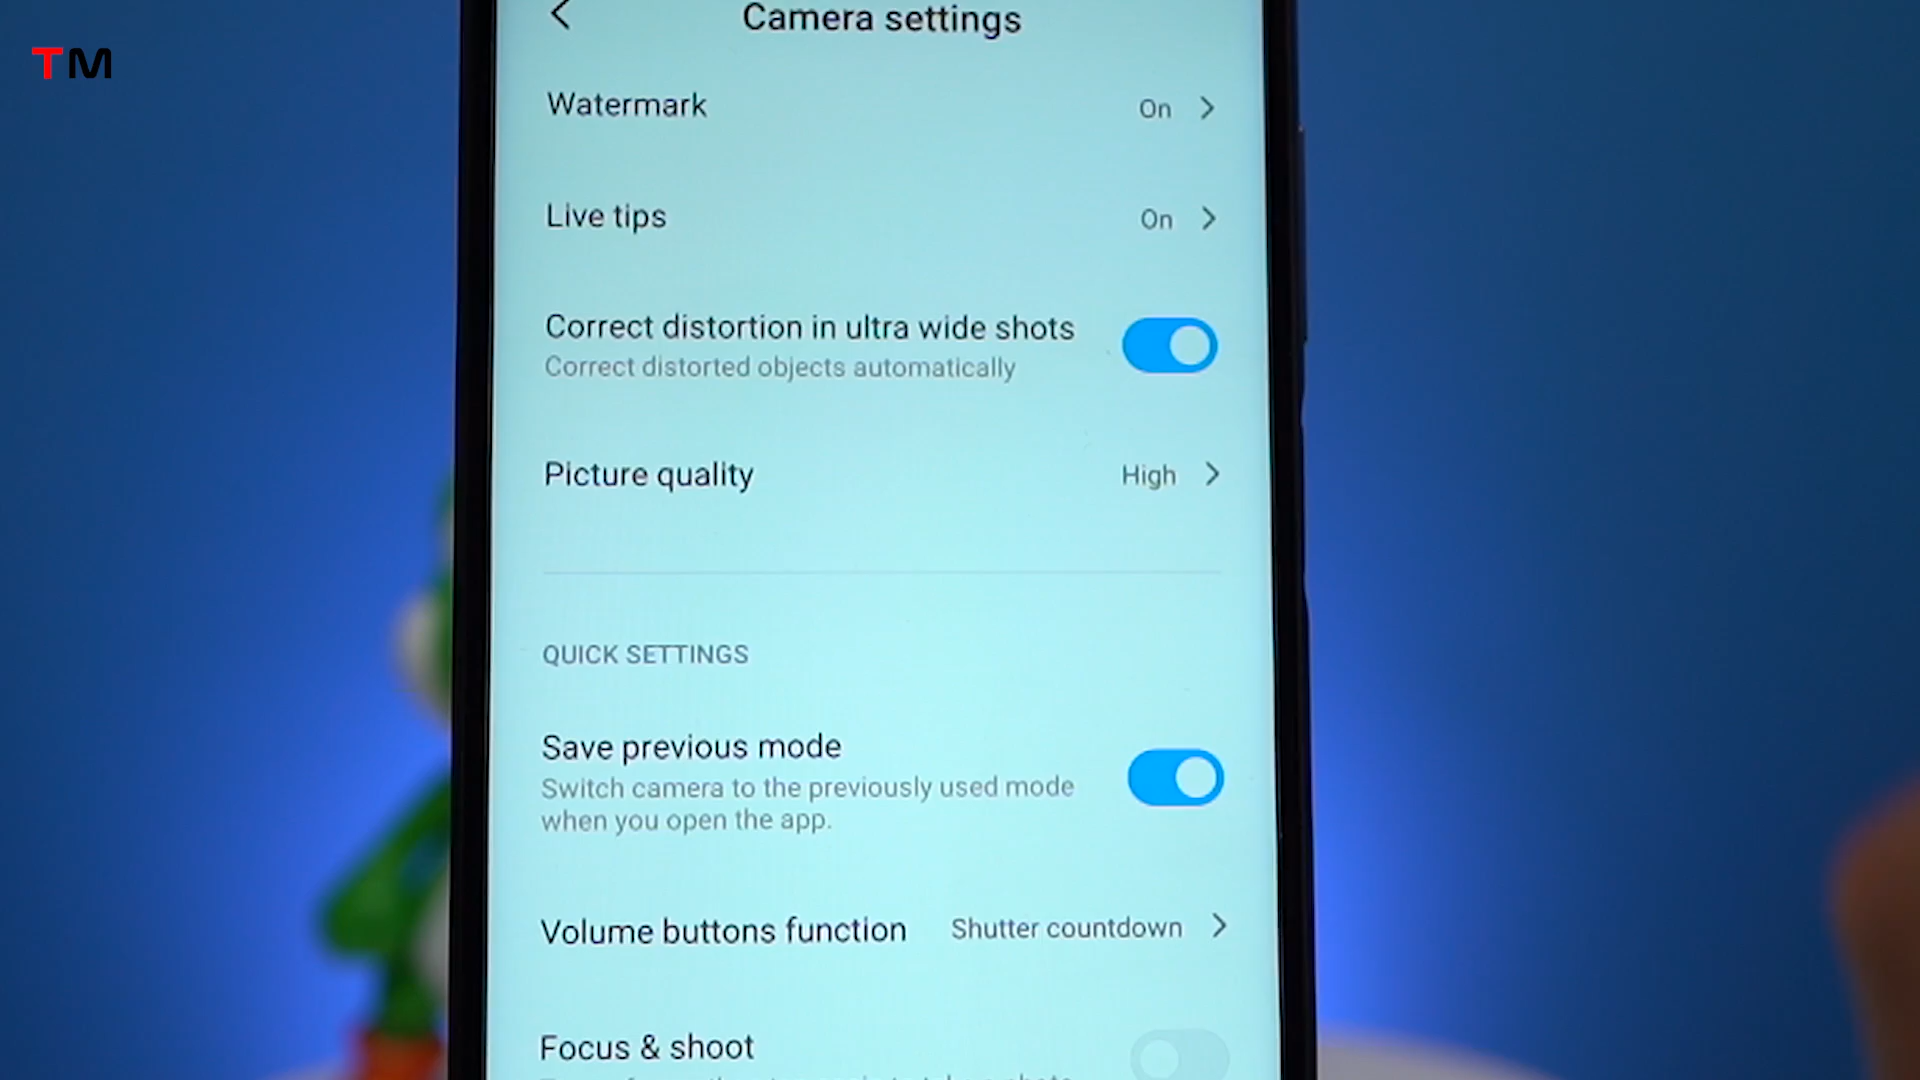 TM
Camera settings
Watermark On
Live tips On
Correct distortion in ultra wide shots
Correct distorted objects automatically
Picture quality High
QUICK SETTINGS
Save previous mode
Switch camera to the previously used mode
when you open the app.
Volume buttons function Shutter countdown
Focus & shoot